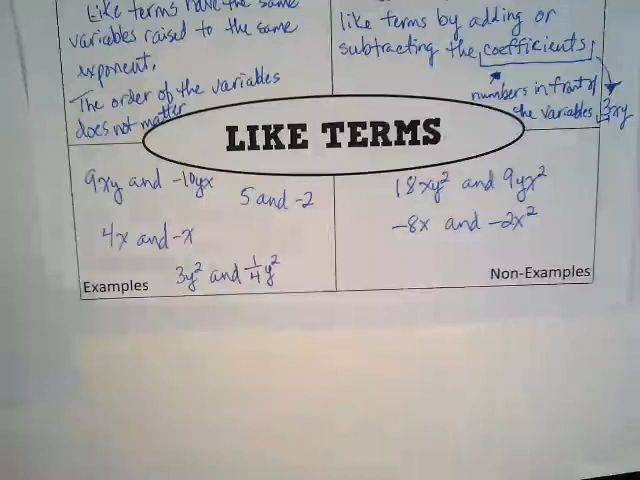 Like terms have the same
variables raised to the same
exponent.
The order of the variables
does not matter
like terms by adding or
subtracting the coefficients
numbers in front of
the variables
3xy
LIKE TERMS
9xy and -10yx
5 and -2
4x and -x
3y² and 1/4y²
Examples
18xy² and 9yx²
-8x and -2x²
Non-Examples